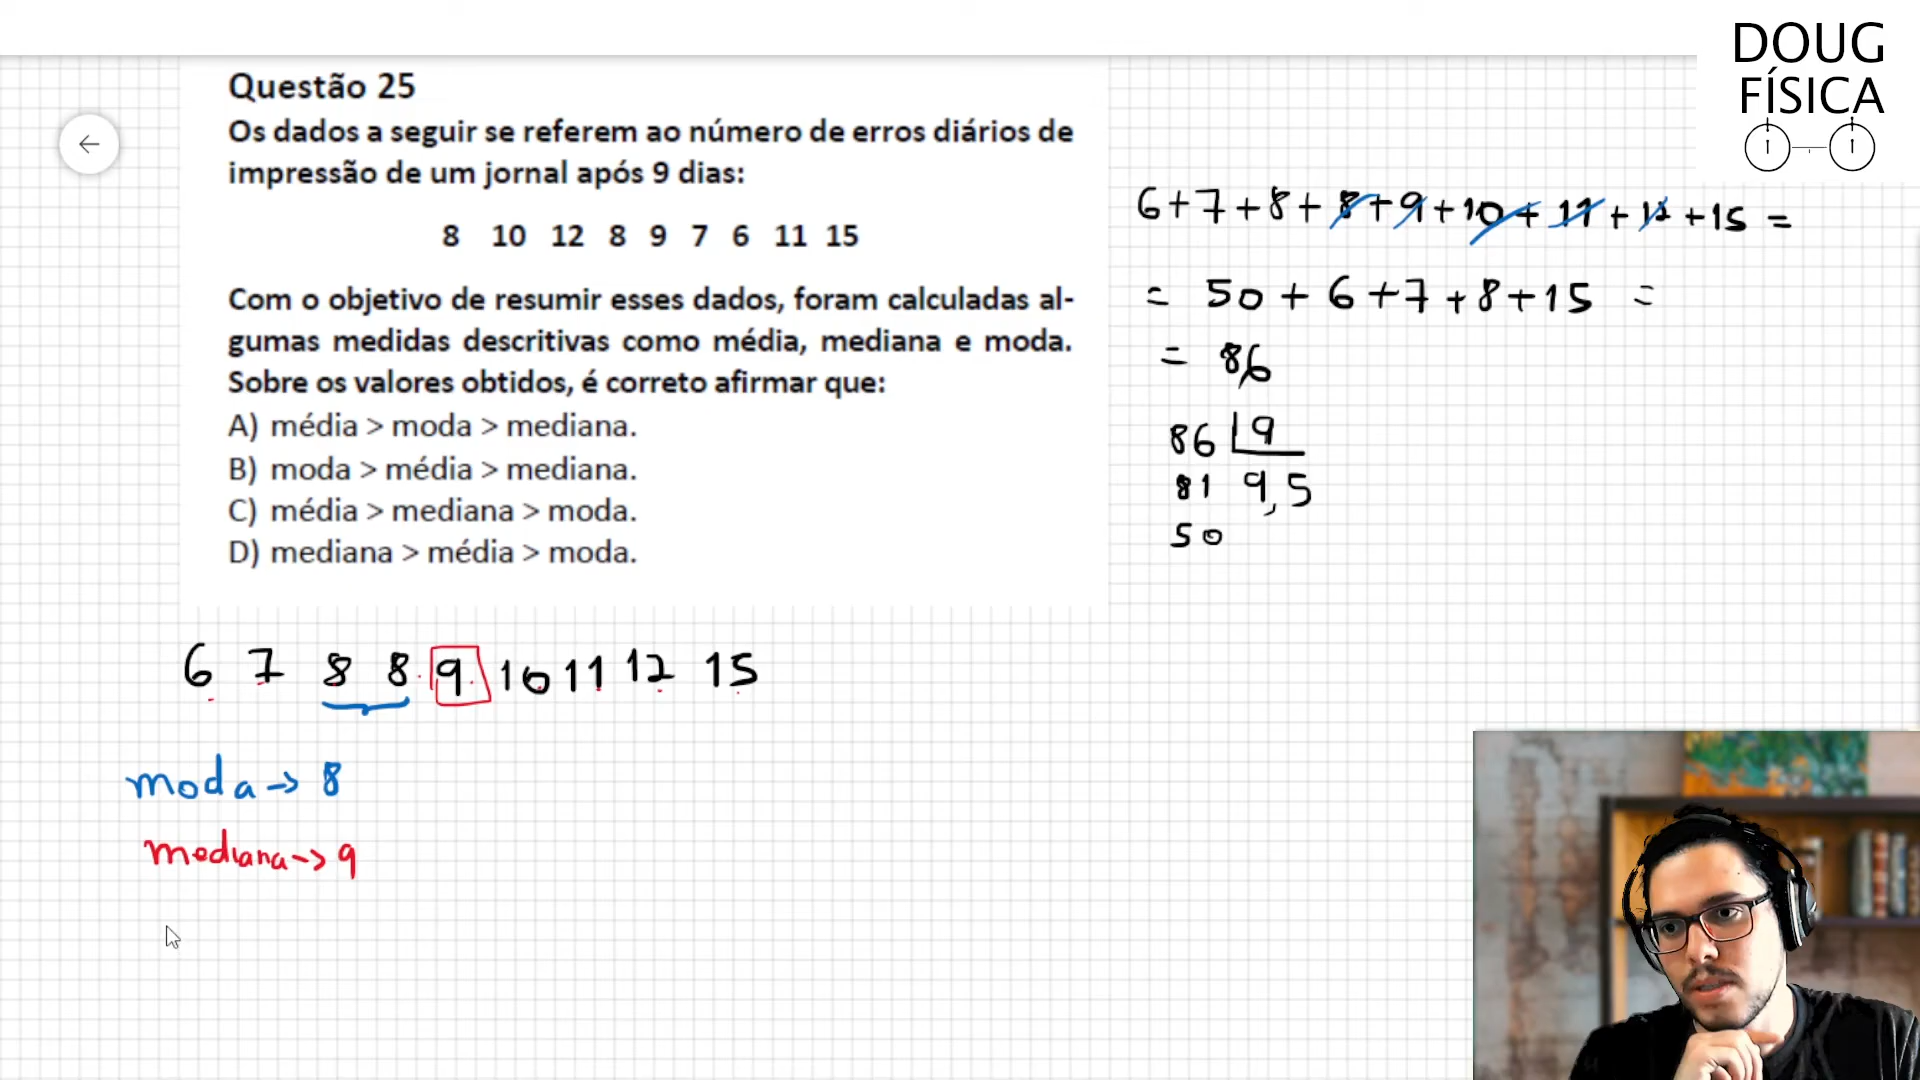 DOUG
FÍSICA
Questão 25
Os dados a seguir se referem ao número de erros diários de
impressão de um jornal após 9 dias:
8 10 12 8 9 7 6 11 15
Com o objetivo de resumir esses dados, foram calculadas al-
gumas medidas descritivas como média, mediana e moda.
Sobre os valores obtidos, é correto afirmar que:
A) média > moda > mediana.
B) moda > média > mediana.
C) média > mediana > moda.
D) mediana > média > moda.
6+7+8+8+9+10+11+12+15=
= 50+6+7+8+15 =
= 86
86 9
81 9,5
50
6 7 8 8 9 10 11 12 15
moda -> 8
mediana -> 9